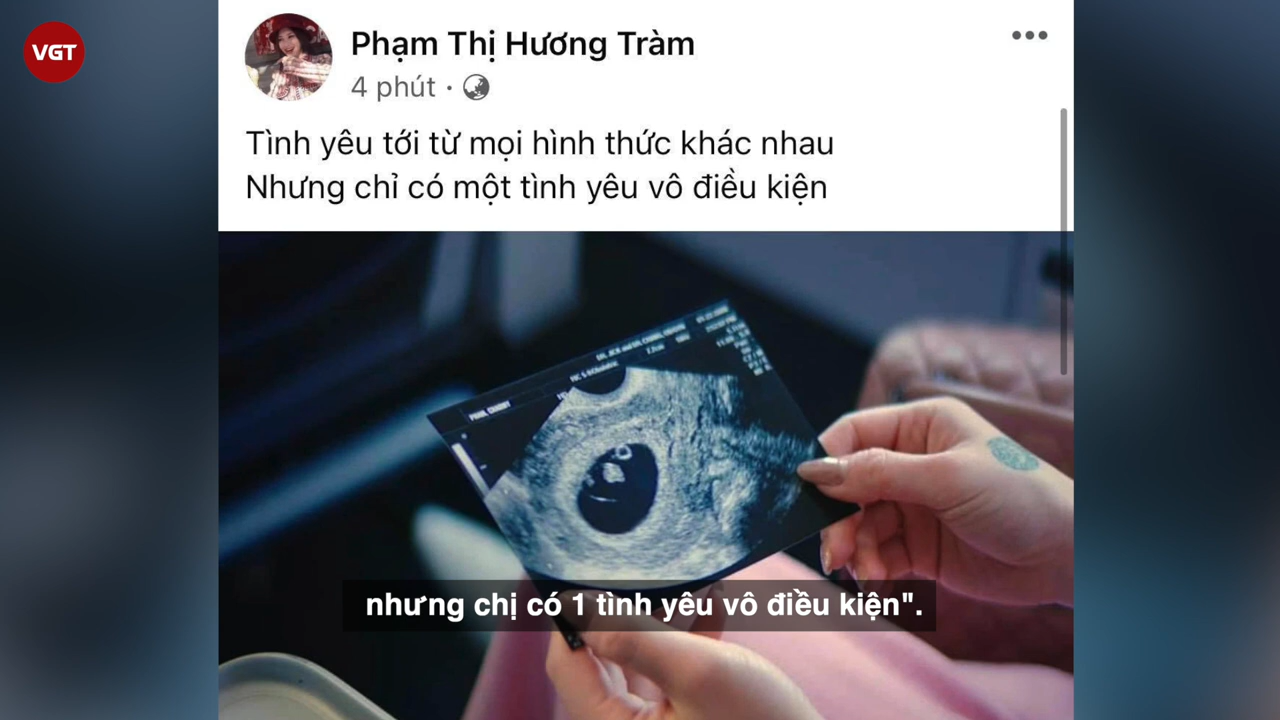 VGT
Phạm Thị Hương Tràm
4 phút ·
Tình yêu tới từ mọi hình thức khác nhau
Nhưng chỉ có một tình yêu vô điều kiện
nhưng chị có 1 tình yêu vô điều kiện".